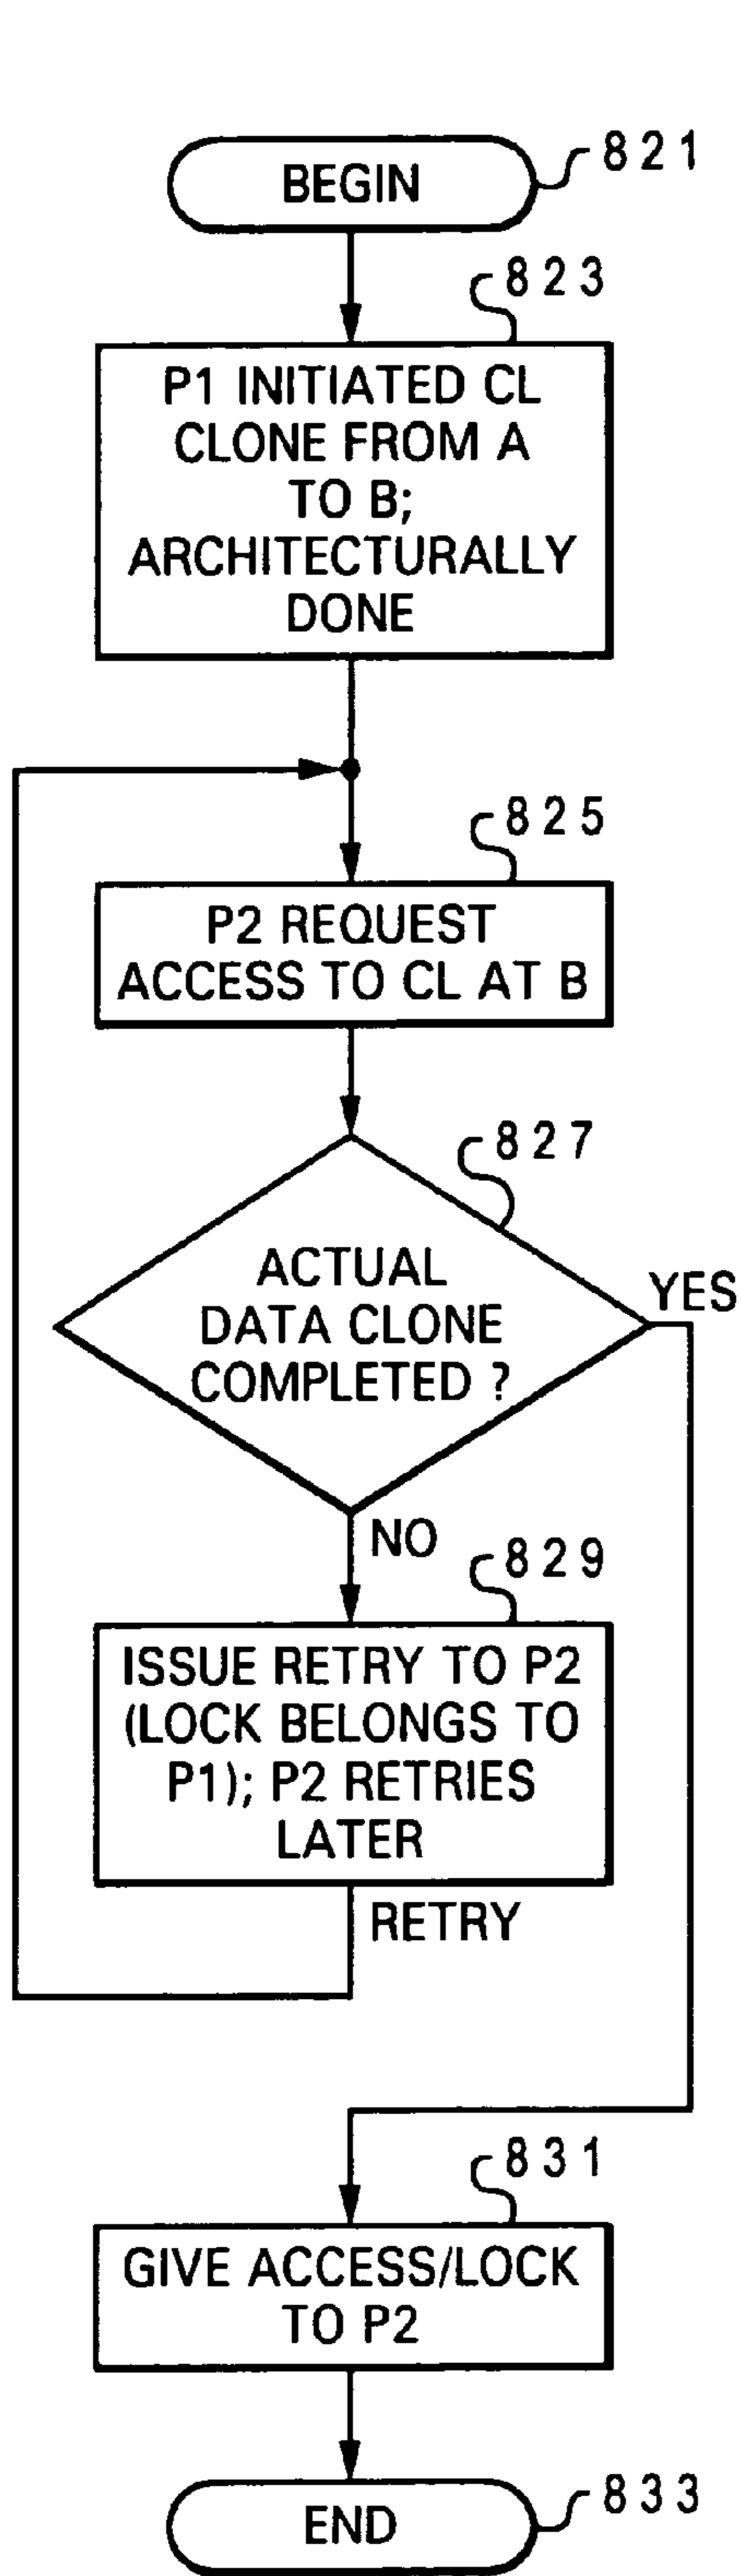 BEGIN
821
823
P1 INITIATED CL
CLONE FROM A
TO B;
ARCHITECTURALLY
DONE
825
P2 REQUEST
ACCESS TO CL AT B
827
ACTUAL
DATA CLONE
COMPLETED ?
YES
NO
829
ISSUE RETRY TO P2
(LOCK BELONGS TO
P1); P2 RETRIES
LATER
RETRY
831
GIVE ACCESS/LOCK
TO P2
END
833